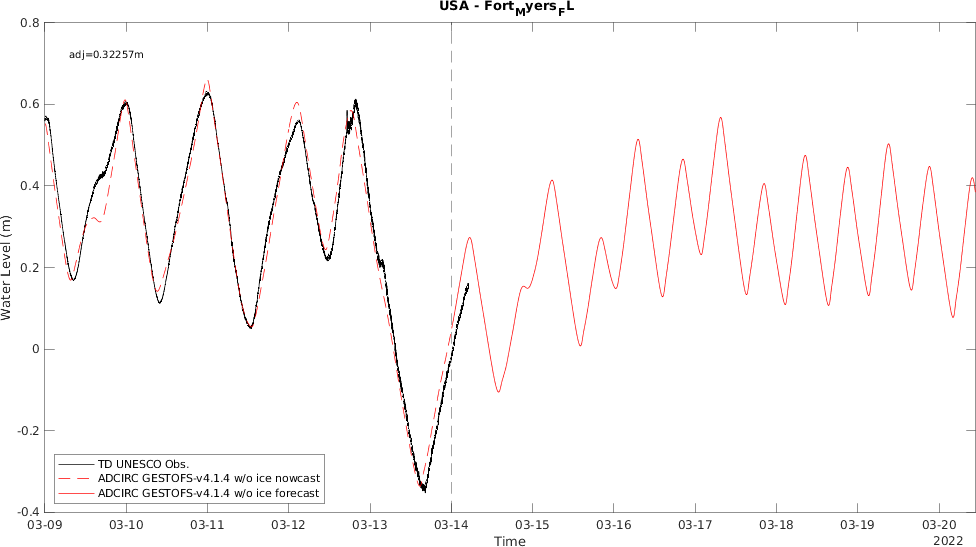 USA - Fort_Myers_FL
adj=0.32257m
0.8
0.6
0.4
0.2
0
-0.2
-0.4
Water Level (m)
TD UNESCO Obs.
ADCIRC GESTOFS-v4.1.4 w/o ice nowcast
ADCIRC GESTOFS-v4.1.4 w/o ice forecast
03-09 03-10 03-11 03-12 03-13 03-14 03-15 03-16 03-17 03-18 03-19 03-20
Time
2022